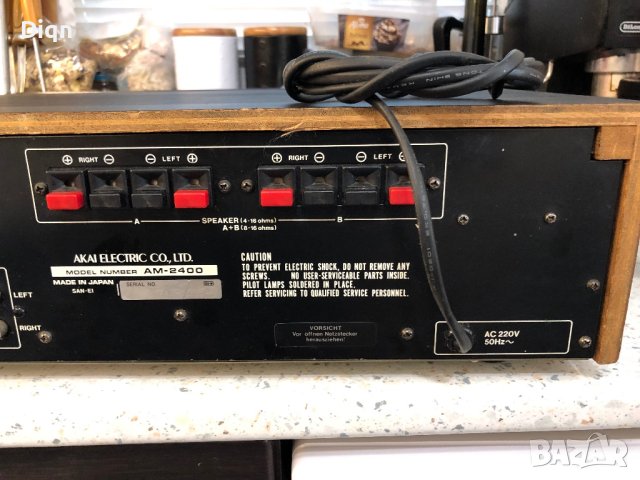 Diqn
DēLo
⊕ RIGHT ⊖ ⊖ LEFT ⊕ ⊕ RIGHT ⊖ ⊖ LEFT ⊕
A SPEAKER (4-16 ohms) B
A+B (8-16 ohms)
AKAI ELECTRIC CO., LTD.
MODEL NUMBER AM-2400
MADE IN JAPAN
SAN-E1
SERIAL NO.
CAUTION
TO PREVENT ELECTRIC SHOCK, DO NOT REMOVE ANY
SCREWS. NO USER-SERVICEABLE PARTS INSIDE.
PILOT LAMPS SOLDERED IN PLACE.
REFER SERVICING TO QUALIFIED SERVICE PERSONNEL.
VORSICHT
Vor öffnen Netzstecker
herausziehen!
LEFT
RIGHT
AC 220V
50Hz~
BAZAR